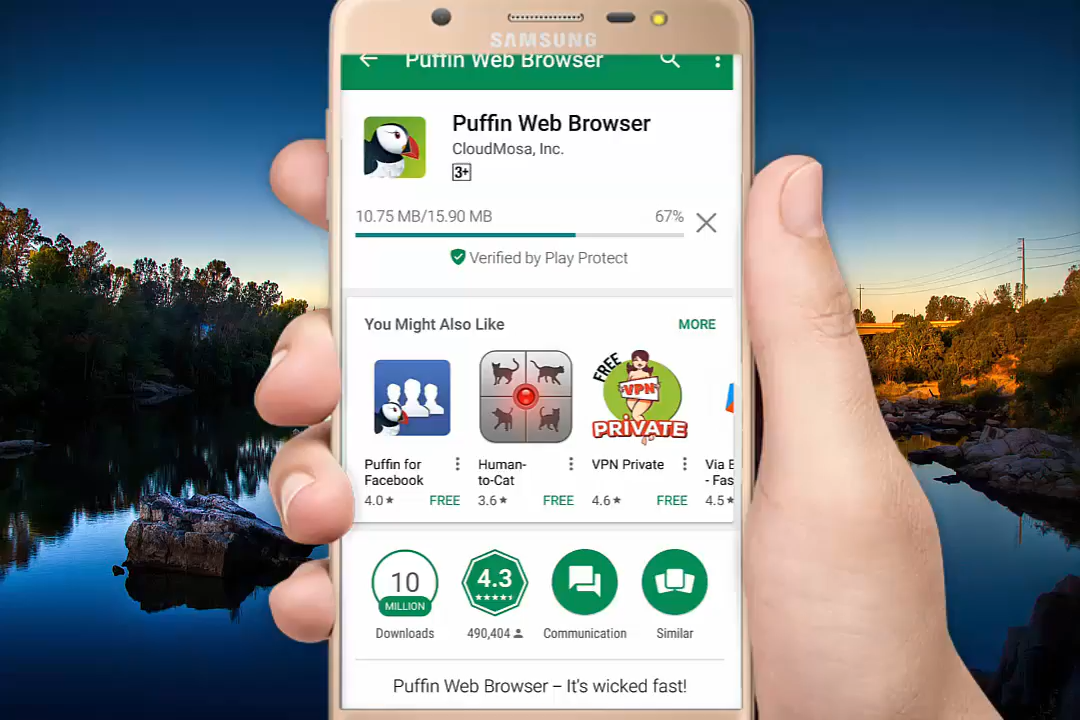 SAMSUNG
Puffin Web Browser
Puffin Web Browser
CloudMosa, Inc.
3+
10.75 MB/15.90 MB 67%
Verified by Play Protect
You Might Also Like MORE
FREE
VPN
PRIVATE
Puffin for Facebook
4.0★ FREE
Human-to-Cat
3.6★ FREE
VPN Private
4.6★ FREE
Via
- Fas
4.5★
10
MILLION
Downloads
4.3
490,404
Communication
Similar
Puffin Web Browser – It's wicked fast!